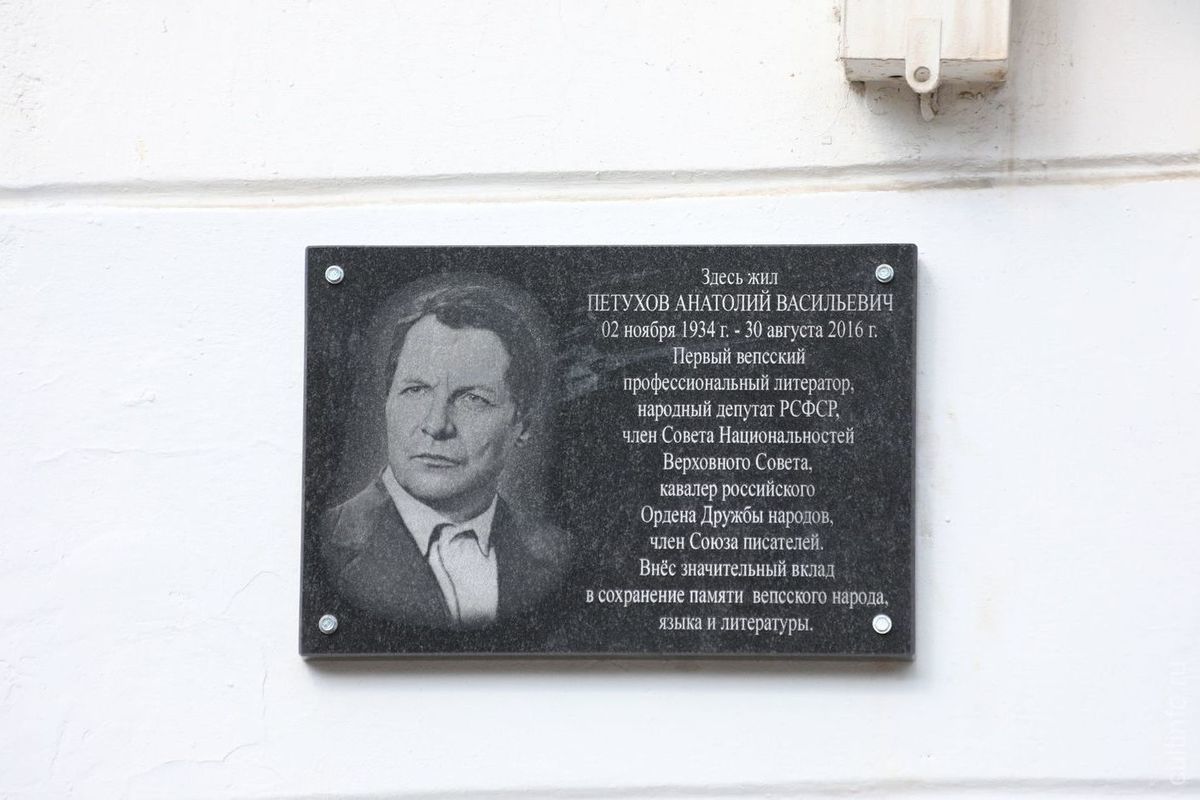 Здесь жил
ПЕТУХОВ АНАТОЛИЙ ВАСИЛЬЕВИЧ
02 ноября 1934 г. - 30 августа 2016 г.
Первый вепсский
профессиональный литератор,
народный депутат РСФСР,
член Совета Национальностей
Верховного Совета,
кавалер российского
Ордена Дружбы народов,
член Союза писателей.
Внёс значительный вклад
в сохранение памяти вепсского народа,
языка и литературы.
cultinfo.ru